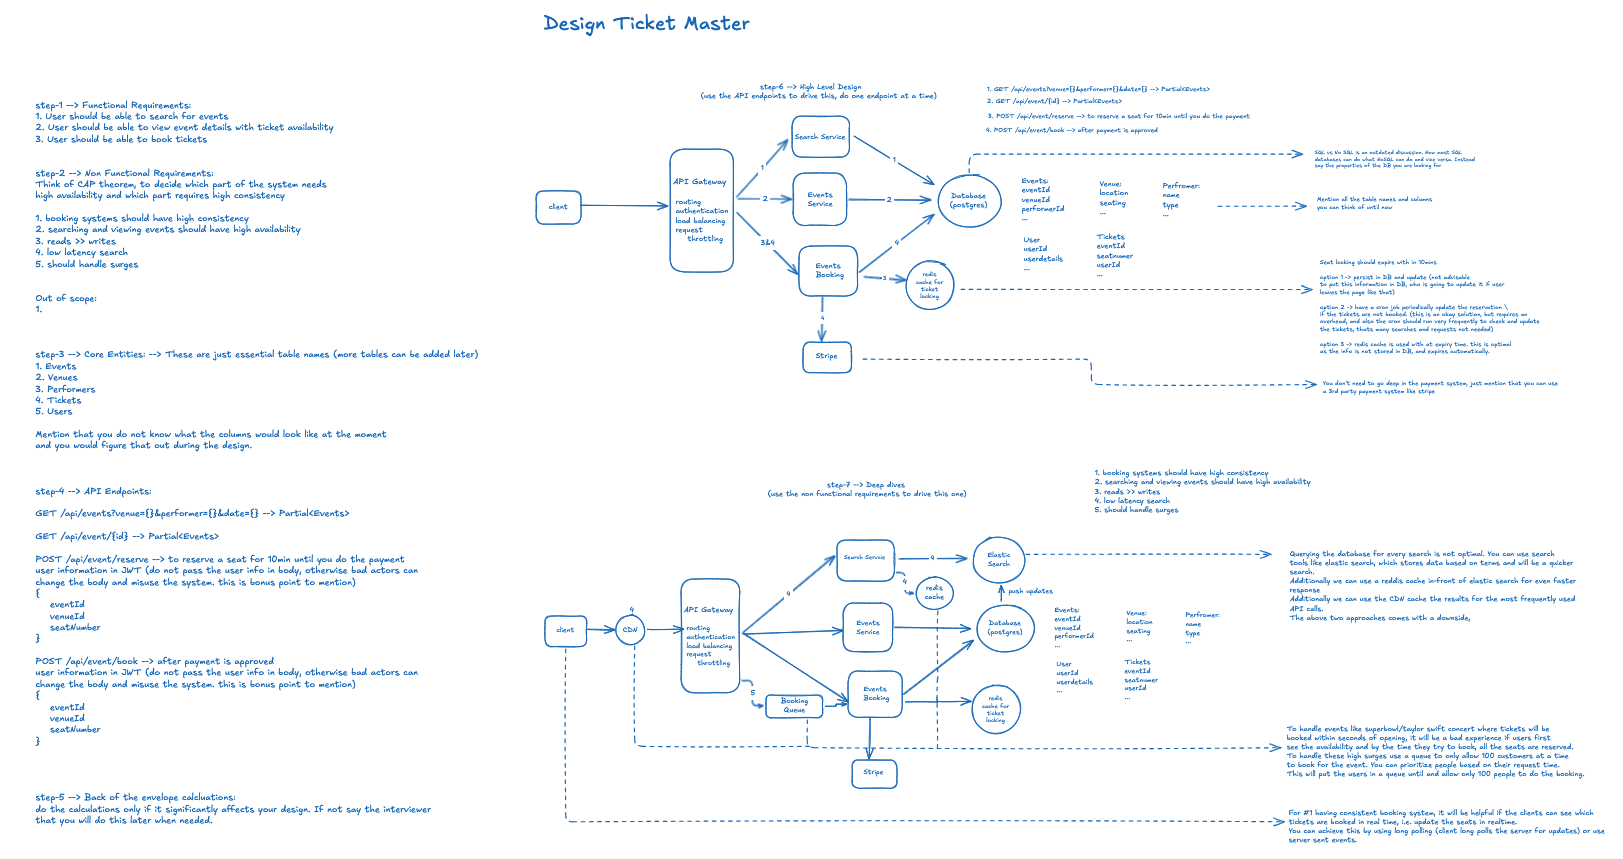 Design Ticket Master
step-1 --> Functional Requirements:
1. User should be able to search for events
2. User should be able to view event details with ticket availability
3. User should be able to book tickets
step-2 --> Non Functional Requirements:
Think of CAP theorem, to decide which part of the system needs
high availability and which part requires high consistency
1. booking systems should have high consistency
2. searching and viewing events should have high availability
3. reads >> writes
4. low latency search
5. should handle surges
Out of scope:
1.
step-3 --> Core Entities: --> These are just essential table names (more tables can be added later)
1. Events
2. Venues
3. Performers
4. Tickets
5. Users
Mention that you do not know what the columns would look like at the moment
and you would figure that out during the design.
step-4 --> API Endpoints:
GET /api/events?venue={}&performer={}&date={} --> Partial<Events>
GET /api/event/{id} --> Partial<Events>
POST /api/event/reserve --> to reserve a seat for 10min until you do the payment
user information in JWT (do not pass the user info in body, otherwise bad actors can
change the body and misuse the system. this is bonus point to mention)
{
eventId
venueId
seatNumber
}
POST /api/event/book --> after payment is approved
user information in JWT (do not pass the user info in body, otherwise bad actors can
change the body and misuse the system. this is bonus point to mention)
{
eventId
venueId
seatNumber
}
step-5 --> Back of the envelope calcluations:
do the calculations only if it significantly affects your design. If not say the interviewer
that you will do this later when needed.
step-6 --> High Level Design
(use the API endpoints to drive this, do one endpoint at a time)
1. GET /api/events?venue={}&performer={}&date={} --> Partial<Events>
2. GET /api/event/{id} --> Partial<Events>
3. POST /api/event/reserve --> to reserve a seat for 10min until you do the payment
4. POST /api/event/book --> after payment is approved
client
API Gateway
routing
authentication
load balancing
request
throttling
1
2
3&4
Search Service
Events
Service
Events
Booking
1
2
4
3
4
Database
(postgres)
redis
cache for
ticket
locking
Stripe
Events:
eventId
venueId
performerId
...
Venue:
location
seating
...
Perfromer:
name
type
...
User
userId
userdetails
...
Tickets
eventId
seatnumer
userId
...
SQL vs No SQL is an outdated discussion. Now most SQL
databases can do what NoSQL can do and vice versa. Instead
say the properties of the DB you are looking for
Mention all the table names and columns
you can think of until now
Seat locking should expire with in 10mins
option 1 -> persist in DB and update (not advisable
to put this information in DB, who is going to update it if user
leaves the page like that)
option 2 -> have a cron job periodically update the reservation \
if the tickets are not booked. (this is an okay solution, but requires an
overhead, and also the cron should run very frequently to check and update
the tickets, thats many searches and requests not needed)
option 3 -> redis cache is used with at expiry time. this is optimal
as the info is not stored in DB, and expires automatically.
You don't need to go deep in the payment system, just mention that you can use
a 3rd party payment system like stripe
step-7 --> Deep dives
(use the non functional requirements to drive this one)
1. booking systems should have high consistency
2. searching and viewing events should have high availability
3. reads >> writes
4. low latency search
5. should handle surges
client
4
CDN
API Gateway
routing
authentication
load balancing
request
throttling
4
5
Search Service
Events
Service
Booking
Queue
Events
Booking
4
4
Elastic
Search
redis
cache
push updates
Database
(postgres)
redis
cache for
ticket
locking
Stripe
Events:
eventId
venueId
performerId
...
Venue:
location
seating
...
Perfromer:
name
type
...
User
userId
userdetails
...
Tickets
eventId
seatnumer
userId
...
Querying the database for every search is not optimal. You can use search
tools like elastic search, which stores data based on terms and will be a quicker
search.
Additionally we can use a reddis cache in-front of elastic search for even faster
response
Additionally we can use the CDN cache the results for the most frequently used
API calls.
The above two approaches comes with a downside,
To handle events like superbowl/taylor swift concert where tickets will be
booked within seconds of opening, it will be a bad experience if users first
see the availability and by the time they try to book, all the seats are reserved.
To handle these high surges use a queue to only allow 100 customers at a time
to book for the event. You can prioritize people based on their request time.
This will put the users in a queue until and allow only 100 people to do the booking.
For #1 having consistent booking system, it will be helpful if the clients can see which
tickets are booked in real time, i.e. update the seats in realtime.
You can achieve this by using long polling (client long polls the server for updates) or use
server sent events.